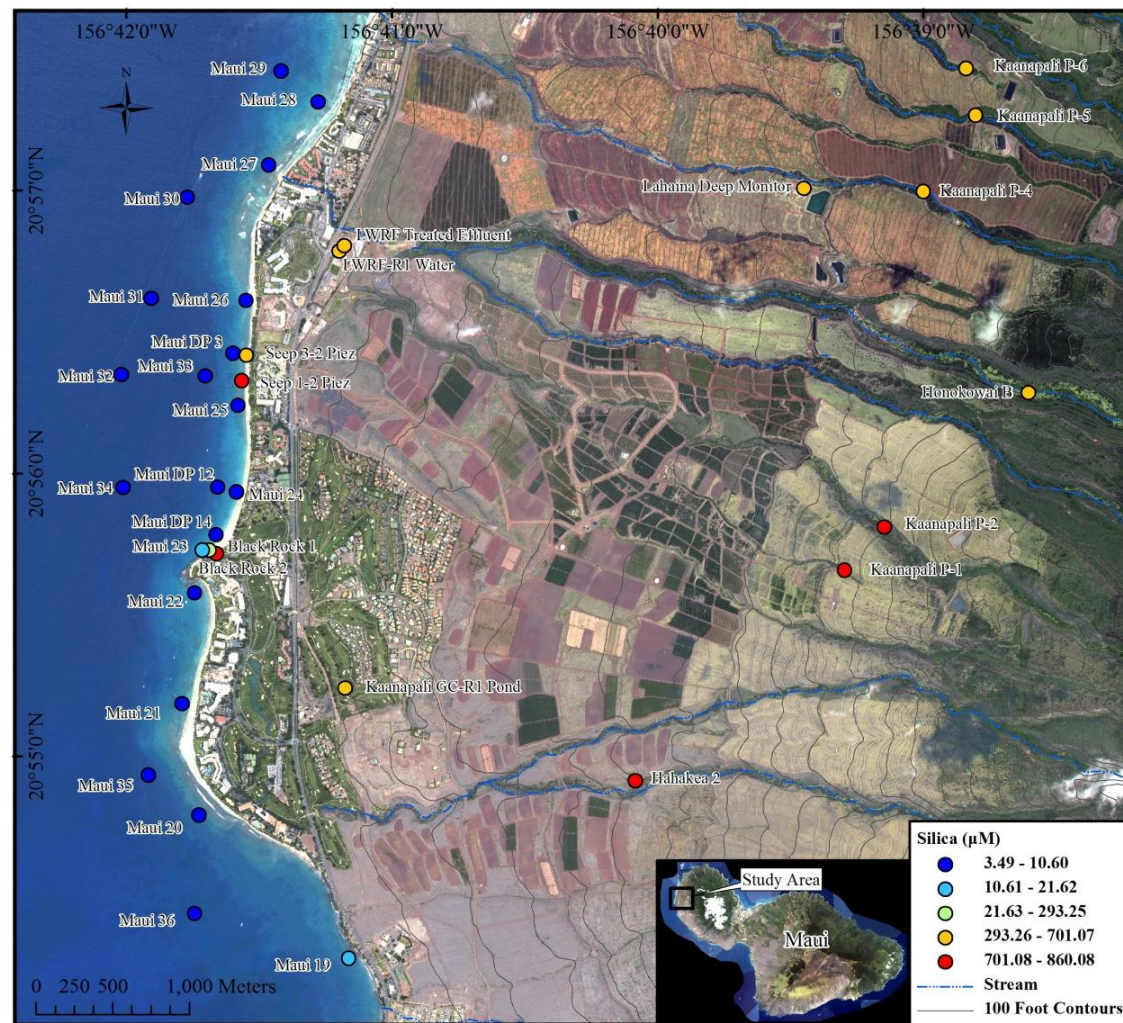 156°42'0"W
156°41'0"W
156°40'0"W
156°39'0"W
N
Maui 29
Kaanapali P-6
Maui 28
Kaanapali P-5
Maui 27
20°57'0"N
Lahaina Deep Monitor
Kaanapali P-4
Maui 30
LWRF Treated Effluent
LWRF-R1 Water
Maui 31
Maui 26
Maui DP 3
Seep 3-2 Piez
Maui 33
Maui 32
Seep 1-2 Piez
Honokowai B
Maui 25
20°56'0"N
Maui DP 12
Maui 34
Maui 24
Maui DP 14
Kaanapali P-2
Maui 23
Black Rock 1
Black Rock 2
Kaanapali P-1
Maui 22
Kaanapali GC-R1 Pond
Maui 21
20°55'0"N
Maui 35
Hahakea 2
Maui 20
Maui 36
Maui 19
0 250 500 1,000 Meters
Study Area
Maui
Silica (µM)
3.49 - 10.60
10.61 - 21.62
21.63 - 293.25
293.26 - 701.07
701.08 - 860.08
Stream
100 Foot Contours